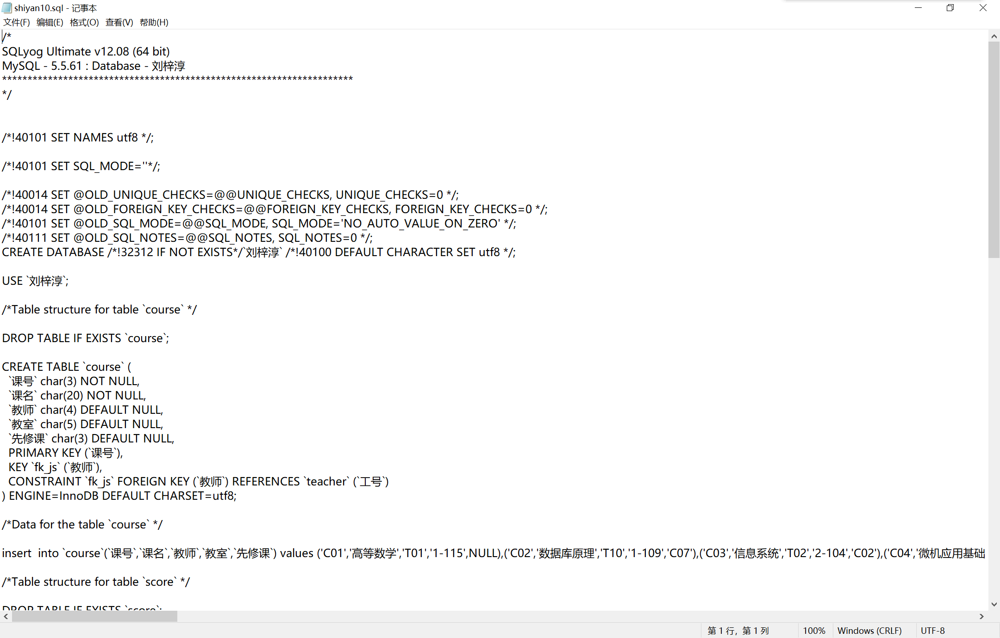 shiyan10.sql - 记事本
文件(F) 编辑(E) 格式(O) 查看(V) 帮助(H)
/*
SQLyog Ultimate v12.08 (64 bit)
MySQL - 5.5.61 : Database - 刘梓淳
*********************************************************************
*/
/*!40101 SET NAMES utf8 */;
/*!40101 SET SQL_MODE=''*/;
/*!40014 SET @OLD_UNIQUE_CHECKS=@@UNIQUE_CHECKS, UNIQUE_CHECKS=0 */;
/*!40014 SET @OLD_FOREIGN_KEY_CHECKS=@@FOREIGN_KEY_CHECKS, FOREIGN_KEY_CHECKS=0 */;
/*!40101 SET @OLD_SQL_MODE=@@SQL_MODE, SQL_MODE='NO_AUTO_VALUE_ON_ZERO' */;
/*!40111 SET @OLD_SQL_NOTES=@@SQL_NOTES, SQL_NOTES=0 */;
CREATE DATABASE /*!32312 IF NOT EXISTS*/`刘梓淳` /*!40100 DEFAULT CHARACTER SET utf8 */;
USE `刘梓淳`;
/*Table structure for table `course` */
DROP TABLE IF EXISTS `course`;
CREATE TABLE `course` (
`课号` char(3) NOT NULL,
`课名` char(20) NOT NULL,
`教师` char(4) DEFAULT NULL,
`教室` char(5) DEFAULT NULL,
`先修课` char(3) DEFAULT NULL,
PRIMARY KEY (`课号`),
KEY `fk_js` (`教师`),
CONSTRAINT `fk_js` FOREIGN KEY (`教师`) REFERENCES `teacher` (`工号`)
) ENGINE=InnoDB DEFAULT CHARSET=utf8;
/*Data for the table `course` */
insert  into `course`(`课号`,`课名`,`教师`,`教室`,`先修课`) values ('C01','高等数学','T01','1-115',NULL),('C02','数据库原理','T10','1-109','C07'),('C03','信息系统','T02','2-104','C02'),('C04','微机应用基础
/*Table structure for table `score` */
DROP TABLE IF EXISTS `score`;
第 1 行，第 1 列 100% Windows (CRLF) UTF-8